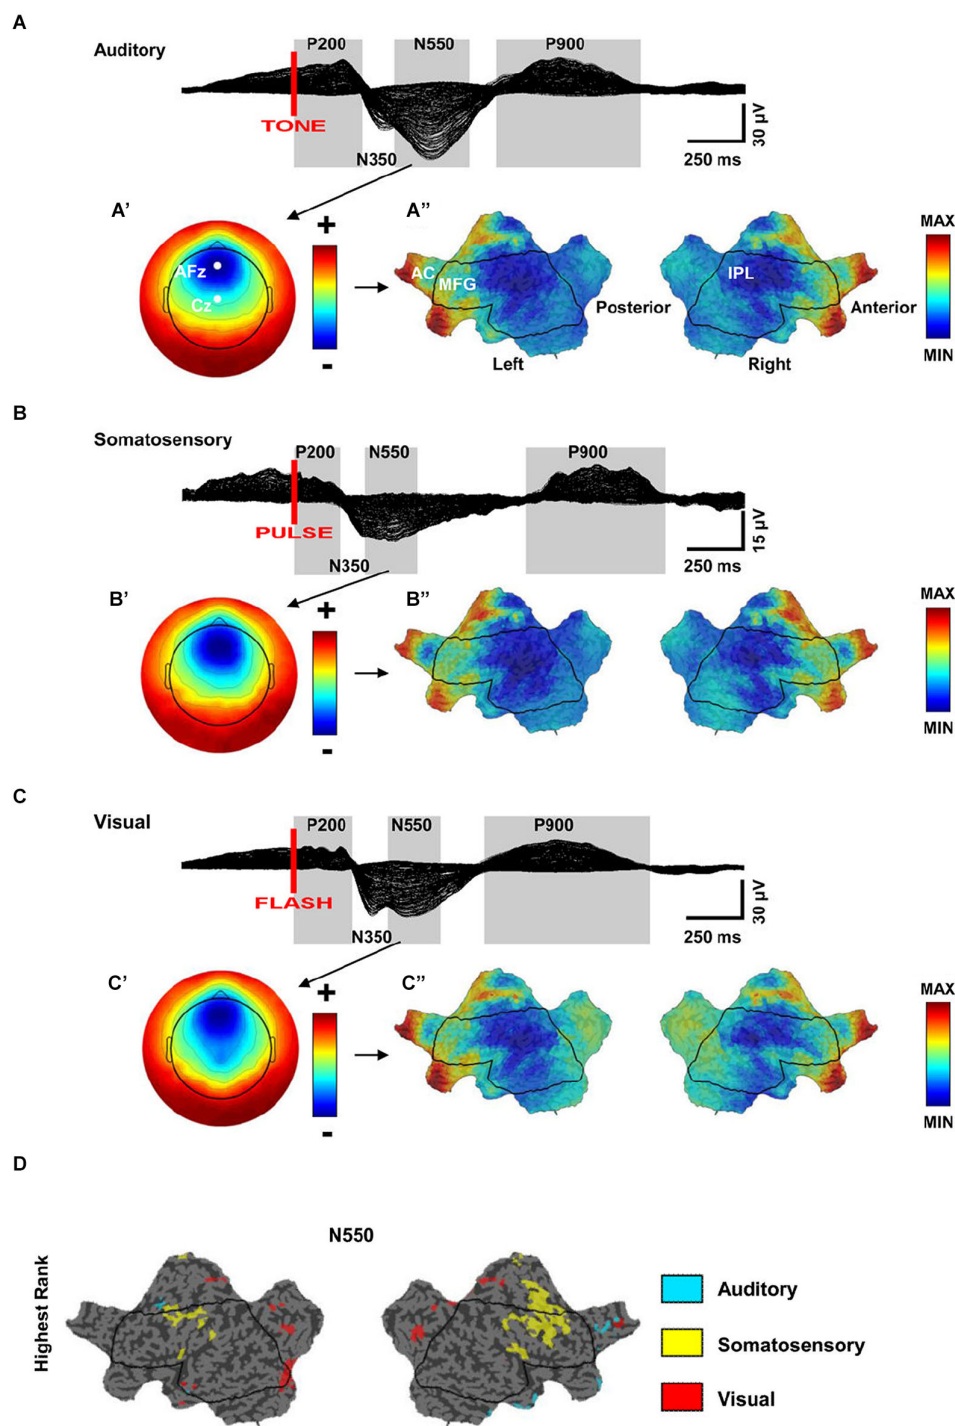 A
Auditory
P200
N550
P900
TONE
N350
30 µV
250 ms
A’
+
AFz
Cz
-
A”
AC
MFG
IPL
Posterior
Anterior
Left
Right
MAX
MIN
B
Somatosensory
P200
N550
P900
PULSE
N350
15 µV
250 ms
B’
+
-
B”
MAX
MIN
C
Visual
P200
N550
P900
FLASH
N350
30 µV
250 ms
C’
+
-
C”
MAX
MIN
D
N550
Highest Rank
Auditory
Somatosensory
Visual